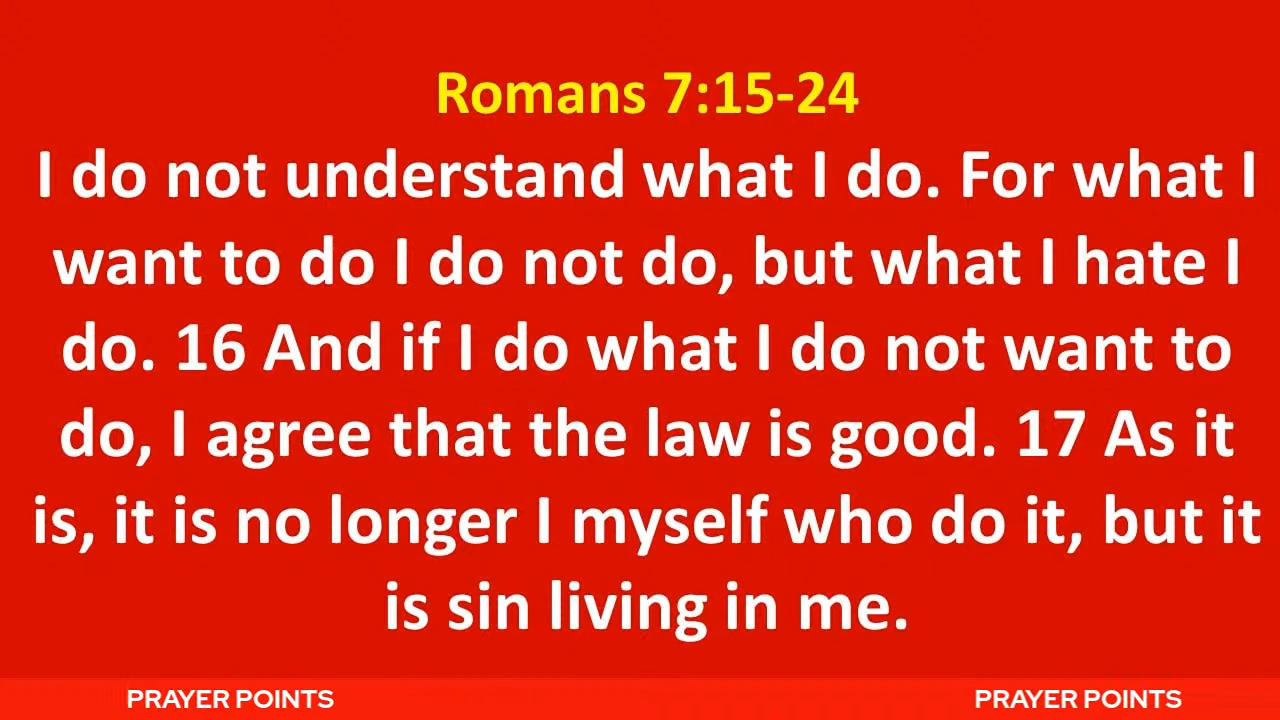 Romans 7:15-24
I do not understand what I do. For what I
want to do I do not do, but what I hate I
do. 16 And if I do what I do not want to
do, I agree that the law is good. 17 As it
is, it is no longer I myself who do it, but it
is sin living in me.
PRAYER POINTS
PRAYER POINTS